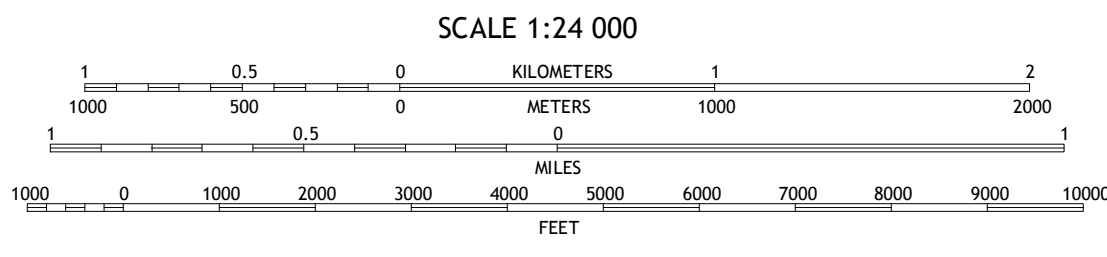 SCALE 1:24 000
1 0.5 0 KILOMETERS 1 2
1000 500 0 METERS 1000 2000
1 0.5 0 1
MILES
1000 0 1000 2000 3000 4000 5000 6000 7000 8000 9000 10000
FEET